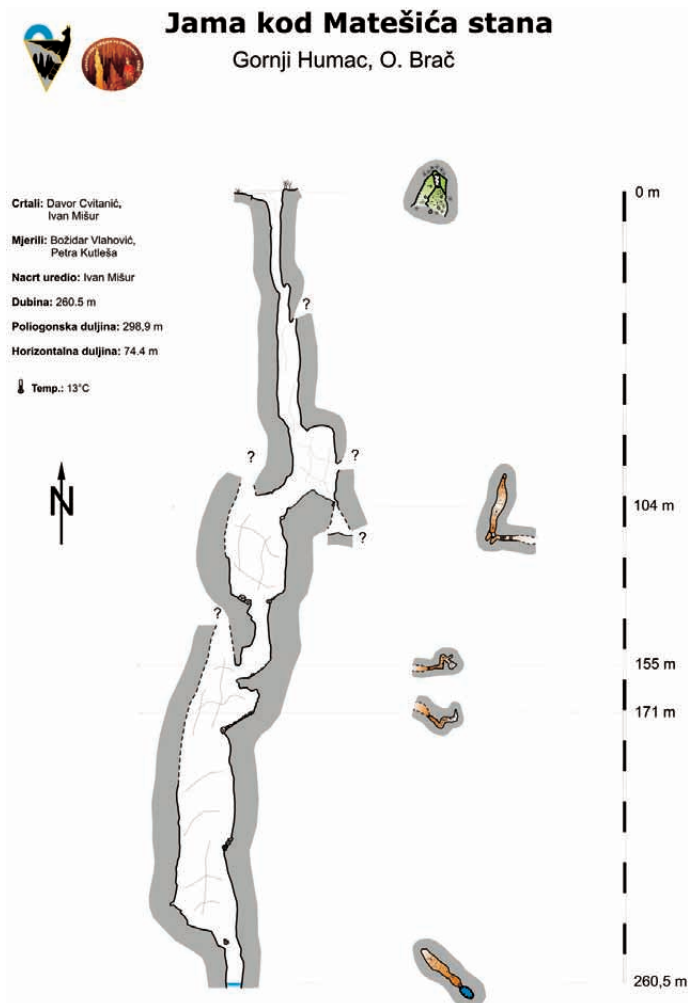 Jama kod Matešića stana
Gornji Humac, O. Brač
Crtali: Davor Cvitanić,
Ivan Mišur
Mjerili: Božidar Vlahović,
Petra Kutleša
Nacrt uredio: Ivan Mišur
Dubina: 260.5 m
Poliogonska duljina: 298,9 m
Horizontalna duljina: 74.4 m
Temp.: 13°C
N
?
?
?
?
?
0 m
104 m
155 m
171 m
260,5 m